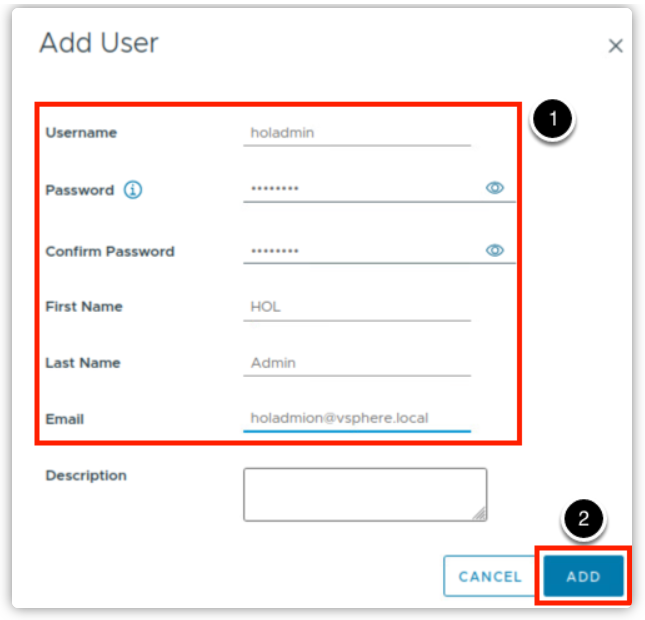 Add User
1
Username holadmin
Password ••••••••
Confirm Password ••••••••
First Name HOL
Last Name Admin
Email holadmion@vsphere.local
Description
2
CANCEL ADD